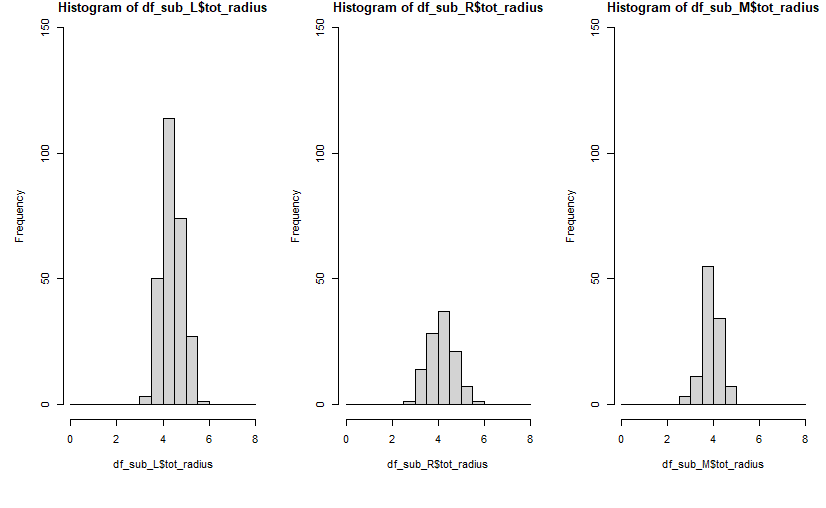 Histogram of df_sub_L$tot_radius
150
100
50
0
Frequency
0 2 4 6 8
df_sub_L$tot_radius
Histogram of df_sub_R$tot_radius
150
100
50
0
Frequency
0 2 4 6 8
df_sub_R$tot_radius
Histogram of df_sub_M$tot_radius
150
100
50
0
Frequency
0 2 4 6 8
df_sub_M$tot_radius